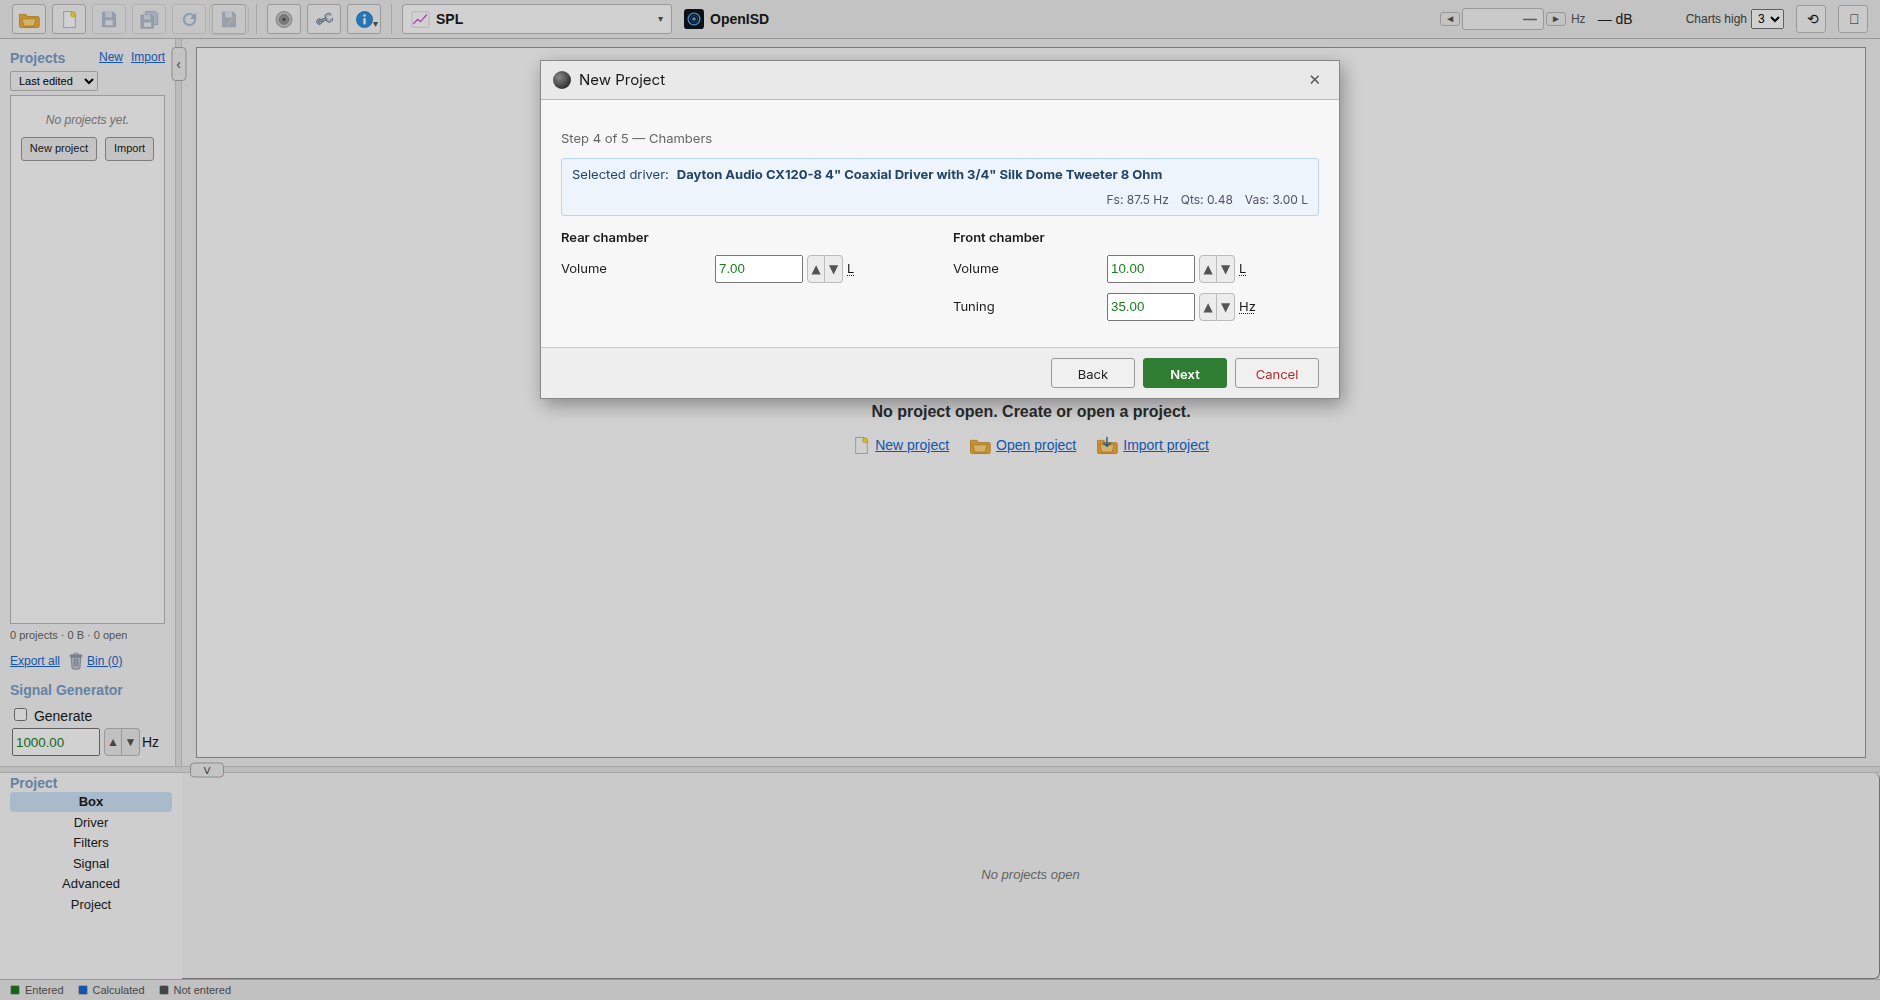 SPL
OpenISD
—
Hz
— dB
Charts high
3
Projects
New
Import
Last edited
No projects yet.
New project
Import
0 projects · 0 B · 0 open
Export all
Bin (0)
Signal Generator
Generate
1000.00
Hz
New Project
Step 4 of 5 — Chambers
Selected driver: Dayton Audio CX120-8 4" Coaxial Driver with 3/4" Silk Dome Tweeter 8 Ohm
Fs: 87.5 Hz Qts: 0.48 Vas: 3.00 L
Rear chamber
Volume
7.00
L
Front chamber
Volume
10.00
L
Tuning
35.00
Hz
Back
Next
Cancel
No project open. Create or open a project.
New project
Open project
Import project
Project
Box
Driver
Filters
Signal
Advanced
Project
No projects open
Entered
Calculated
Not entered